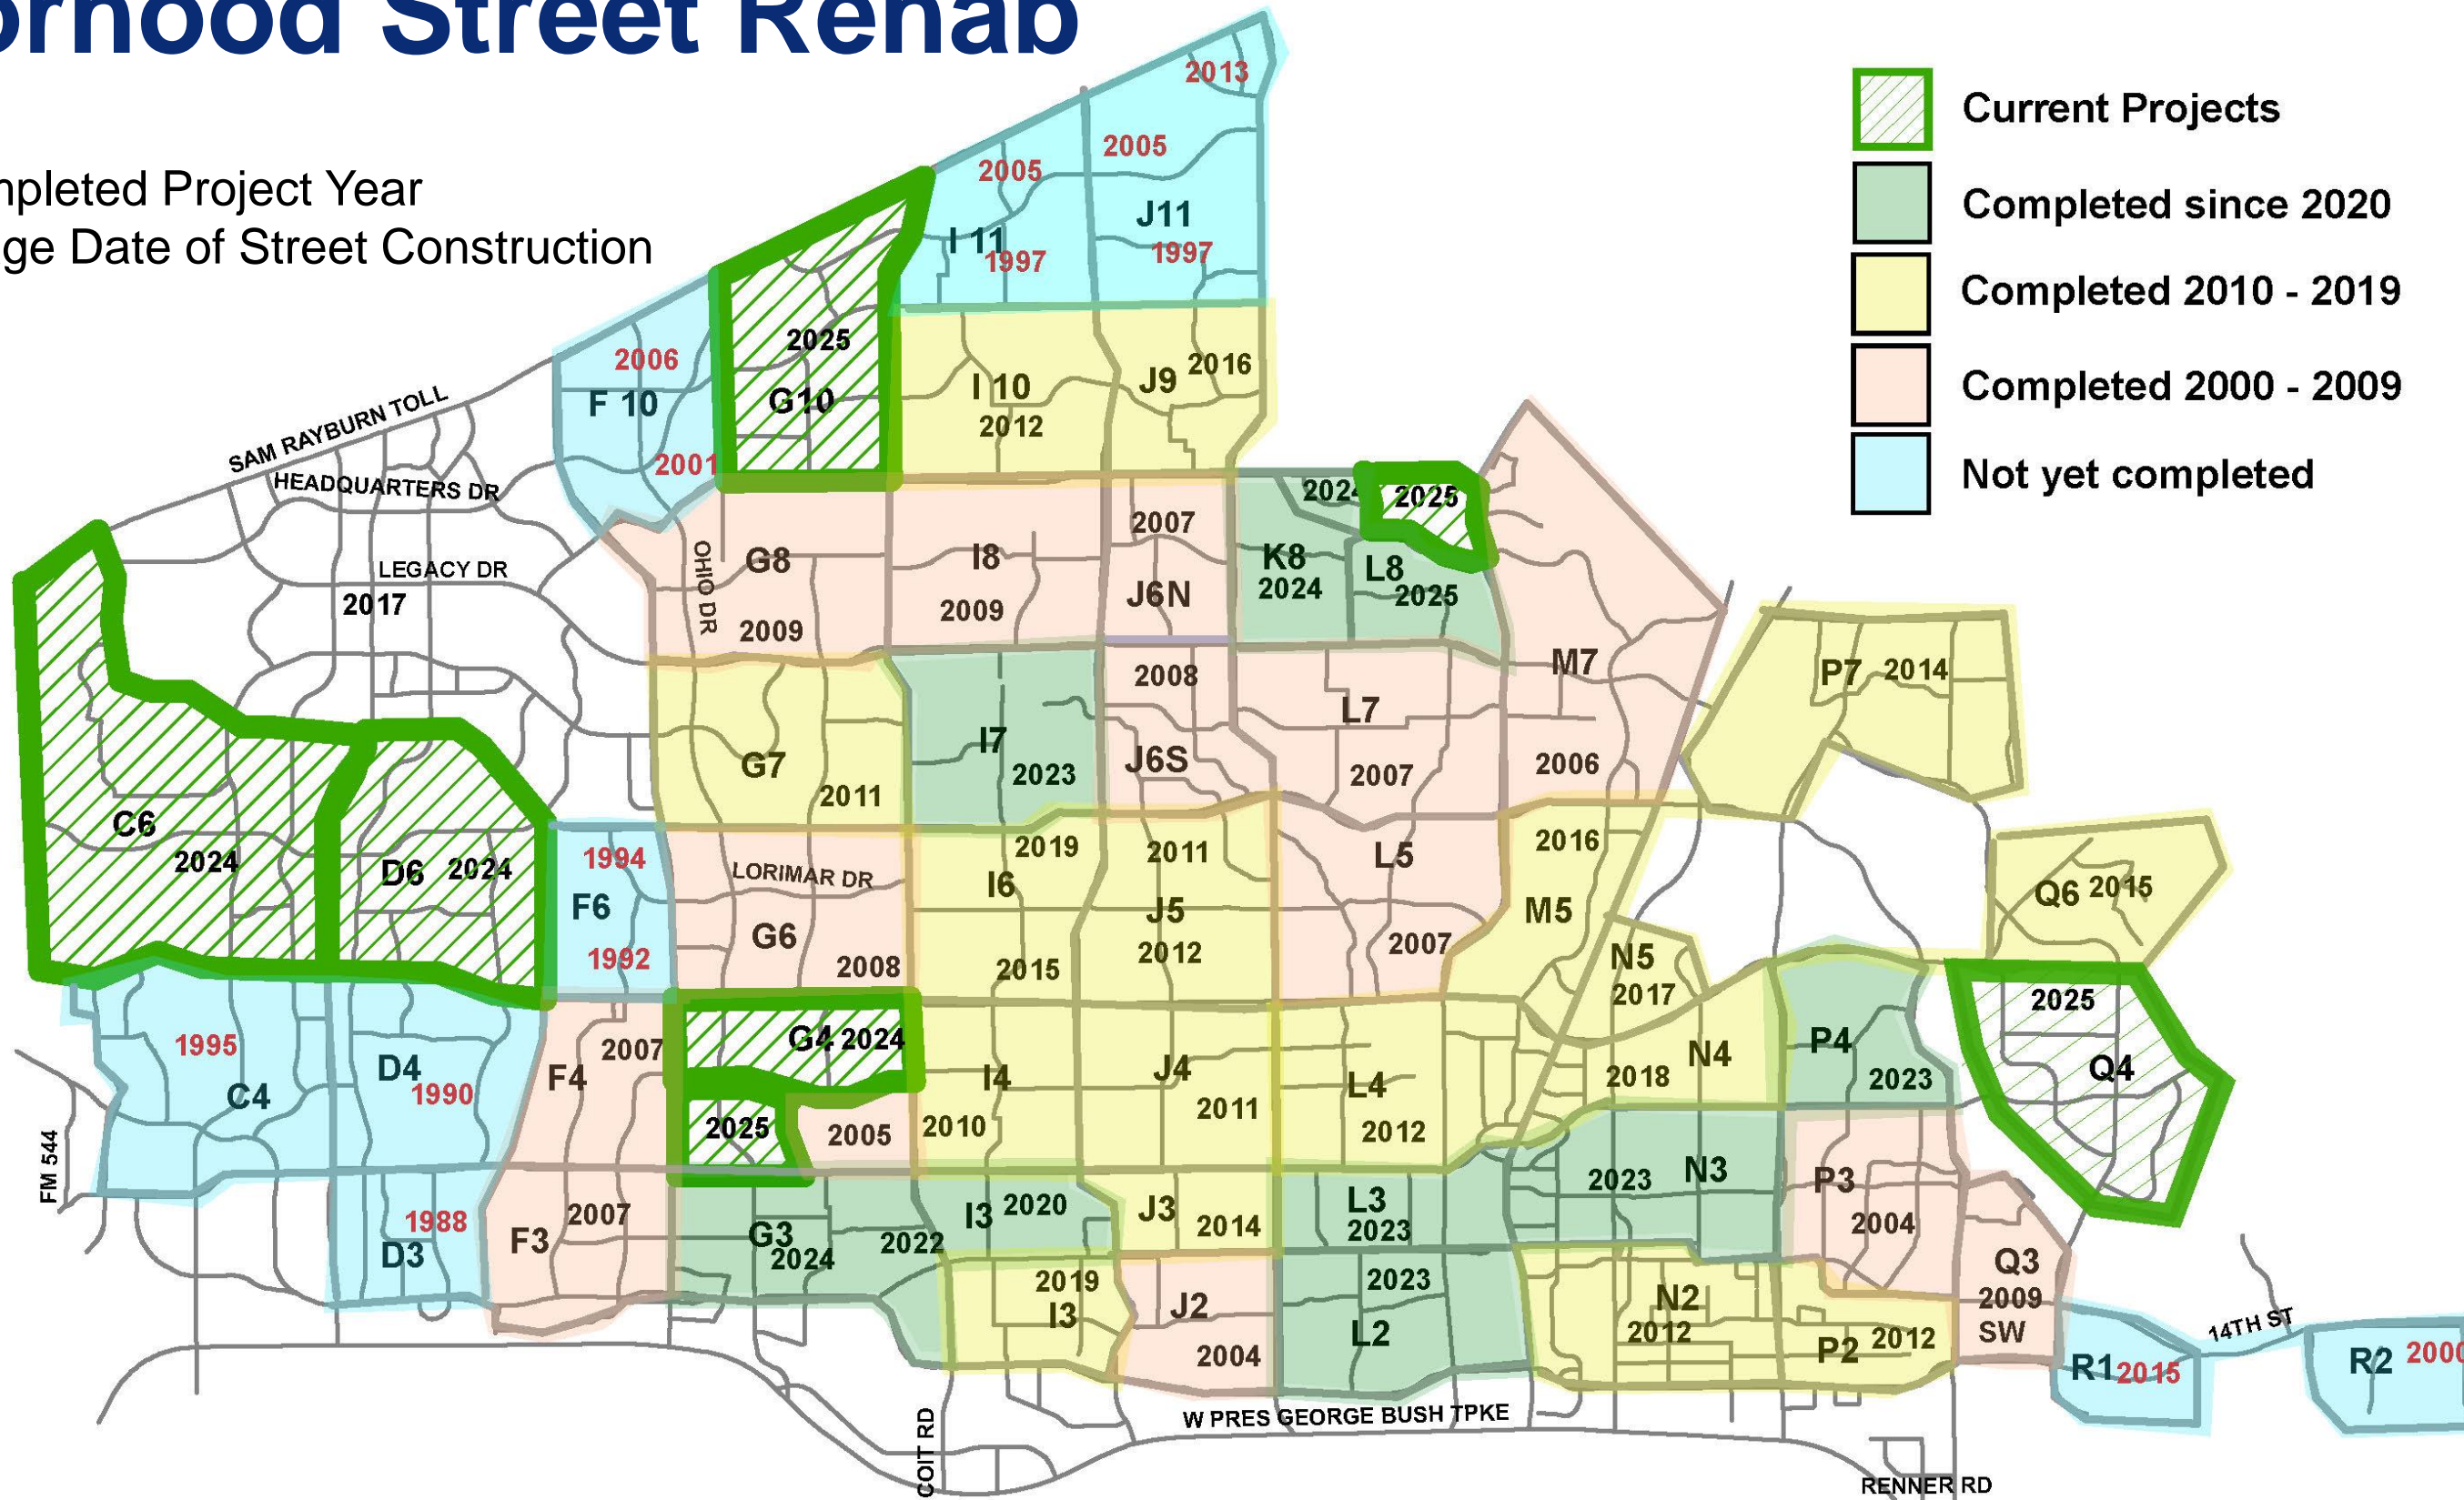 orhood Street Rehab
mpleted Project Year
ge Date of Street Construction
Current Projects
Completed since 2020
Completed 2010 - 2019
Completed 2000 - 2009
Not yet completed
2013
2005
2005
J11
I 11
1997
1997
2025
G10
2006
F 10
2001
I 10
2012
J9
2016
SAM RAYBURN TOLL
HEADQUARTERS DR
LEGACY DR
2017
OHIO DR
G8
2009
I8
2009
2007
J6N
2024
2025
K8
2024
L8
2025
M7
2006
P7 2014
G7
2011
I7
2023
2008
J6S
L7
2007
C6
2024
D6 2024
1994
F6
1992
LORIMAR DR
G6
2008
2019
I6
2015
2011
J5
2012
L5
2007
2016
M5
N5
2017
Q6 2015
1995
C4
D4
1990
2007
F4
G4 2024
2025
2005
I4
2010
J4
2011
L4
2012
N4
2018
P4
2023
2025
Q4
FM 544
1988
D3
2007
F3
G3
2024
2022
I3 2020
J3
2014
L3
2023
2023 N3
P3
2004
2019
I3
J2
2004
2023
L2
N2
2012
P2 2012
Q3
2009
SW
R1 2015
14TH ST
R2 2000
COIT RD
W PRES GEORGE BUSH TPKE
RENNER RD